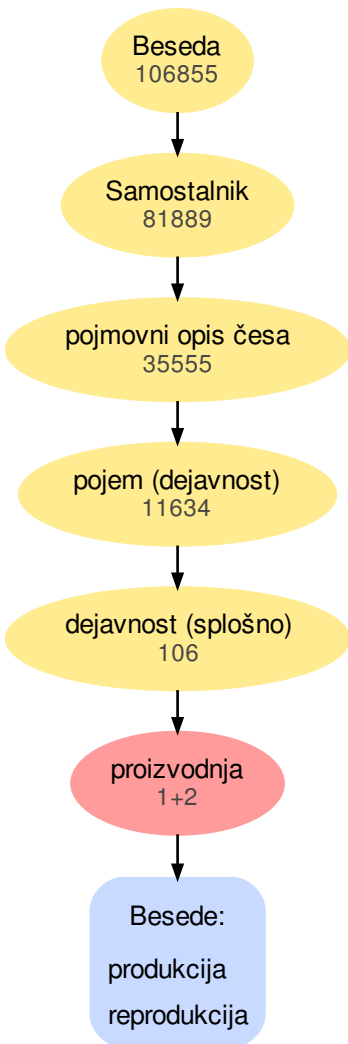 Beseda
106855
Samostalnik
81889
pojmovni opis česa
35555
pojem (dejavnost)
11634
dejavnost (splošno)
106
proizvodnja
1+2
Besede:
produkcija
reprodukcija